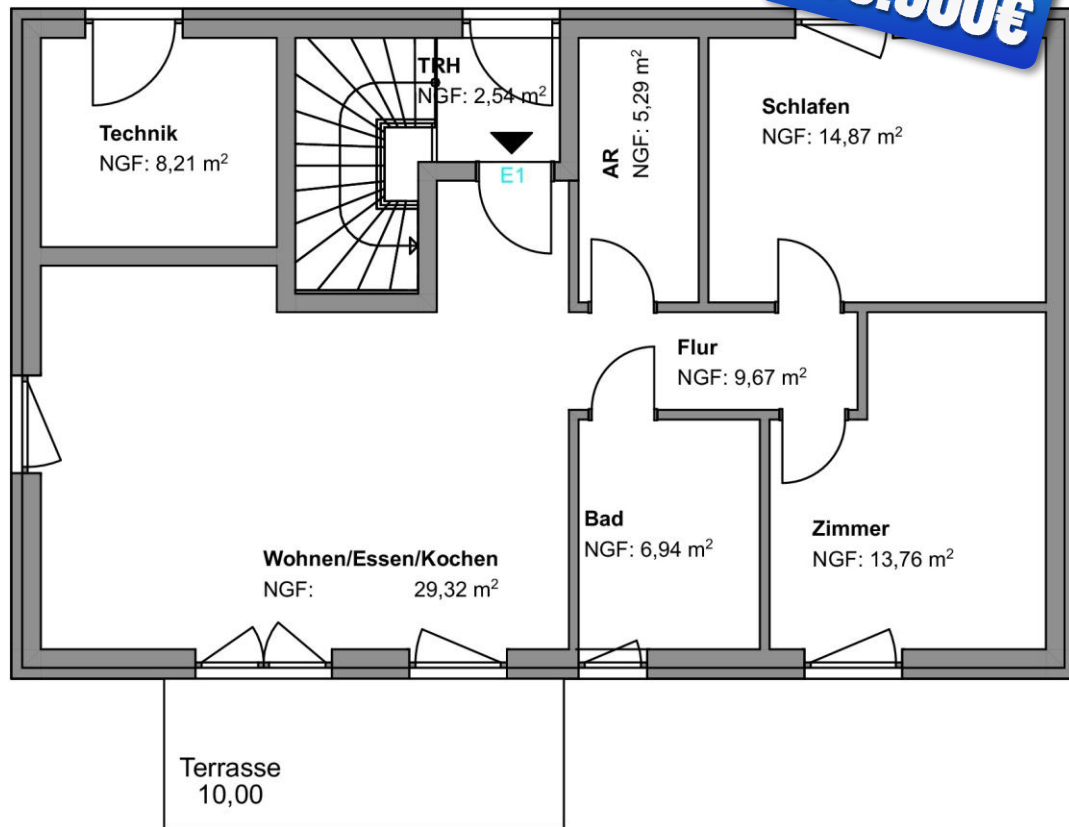 TRH
NGF: 2,54 m²
Technik
NGF: 8,21 m²
E1
AR
NGF: 5,29 m²
Schlafen
NGF: 14,87 m²
Flur
NGF: 9,67 m²
Bad
NGF: 6,94 m²
Zimmer
NGF: 13,76 m²
Wohnen/Essen/Kochen
NGF: 29,32 m²
Terrasse
10,00